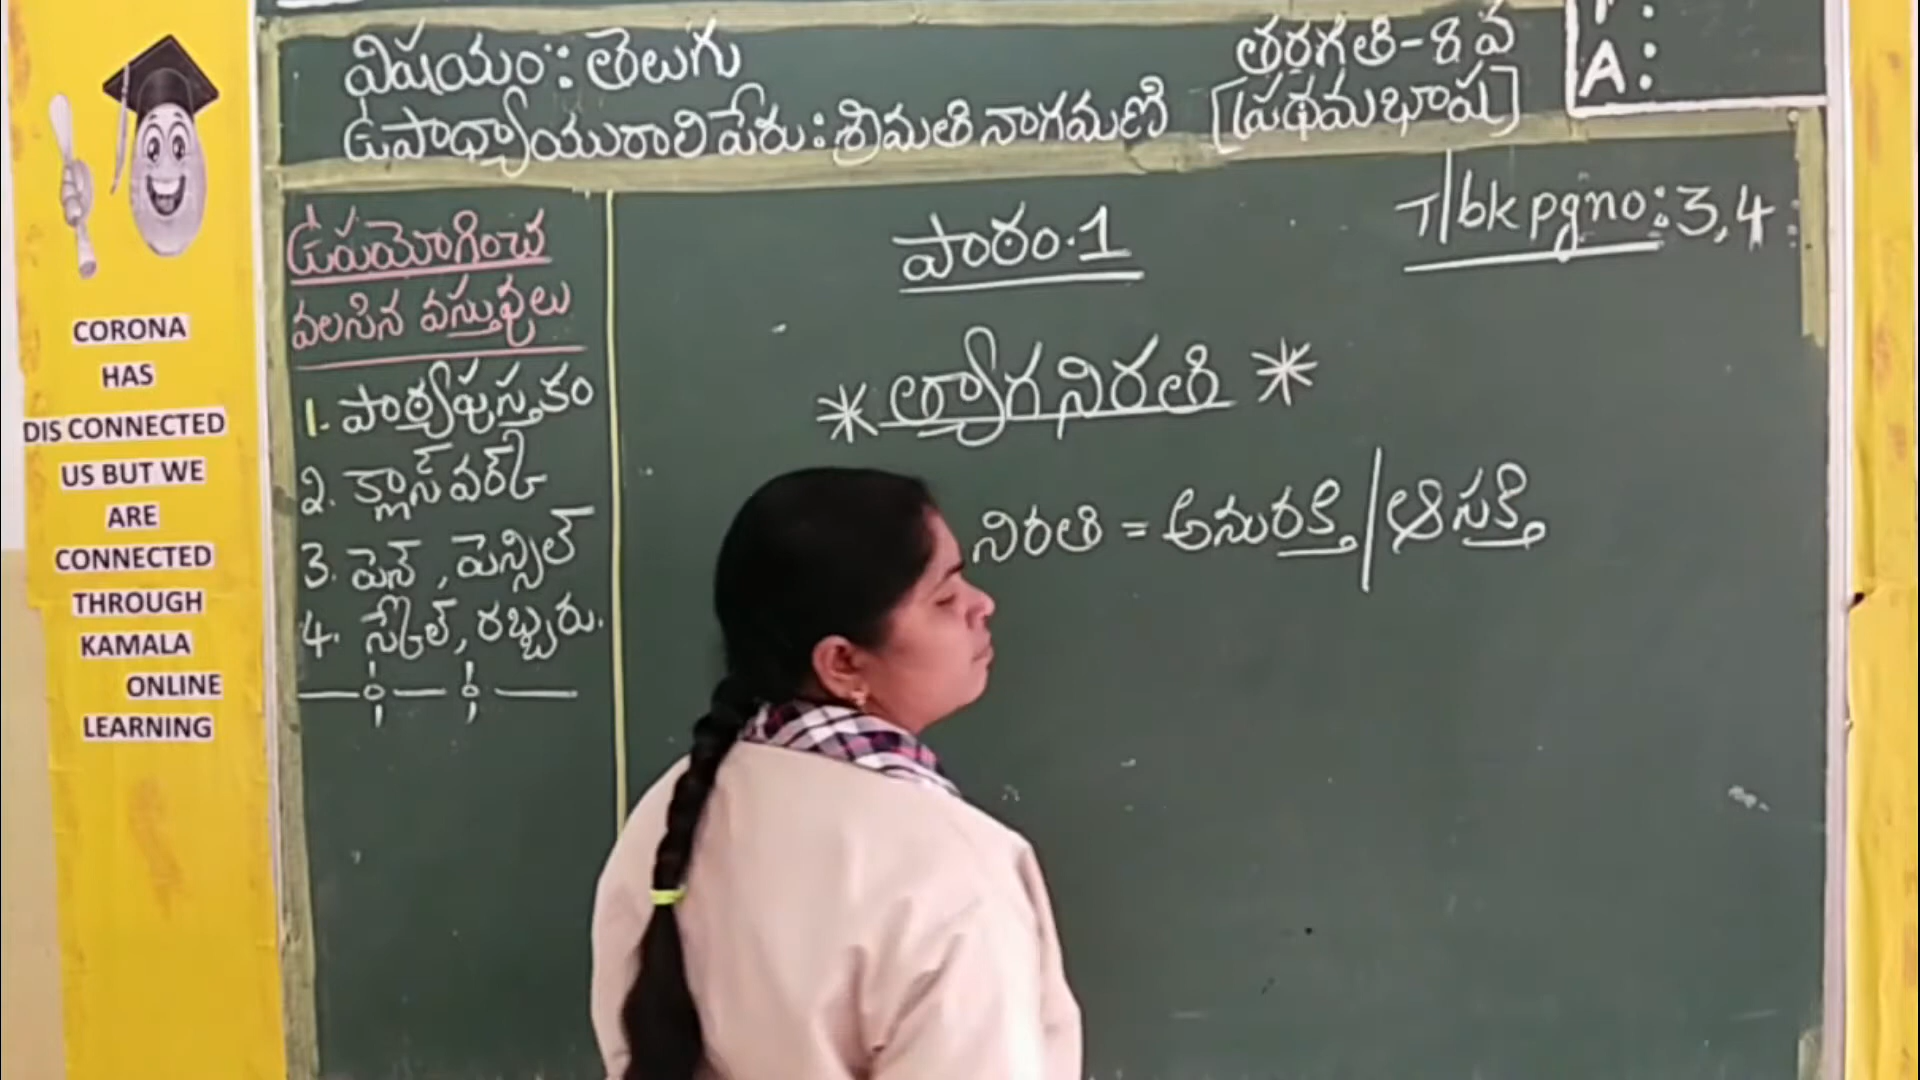 విషయం: తెలుగు
తరగతి-8వ
ఉపాధ్యాయురాలి పేరు: శ్రీమతి నాగమణి
[ప్రథమభాష]
A:
CORONA
HAS
DIS CONNECTED
US BUT WE
ARE
CONNECTED
THROUGH
KAMALA
ONLINE
LEARNING
ఉపయోగించ
వలసిన వస్తువులు
1. పాఠ్యపుస్తకం
2. క్లాస్ వర్క్
3. పెన్, పెన్సిల్
4. స్కేల్, రబ్బరు.
పాఠం.1
T/bk pgno: 3,4
* త్యాగనిరతి *
నిరతి = అనురక్తి/ఆసక్తి